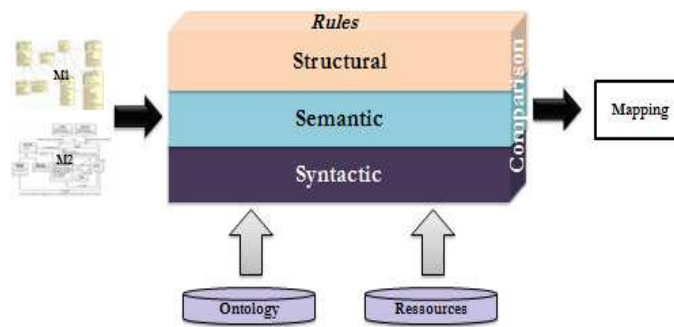 Rules
M1
Structural
Semantic
Comparison
Mapping
M2
Syntactic
Ontology
Ressources